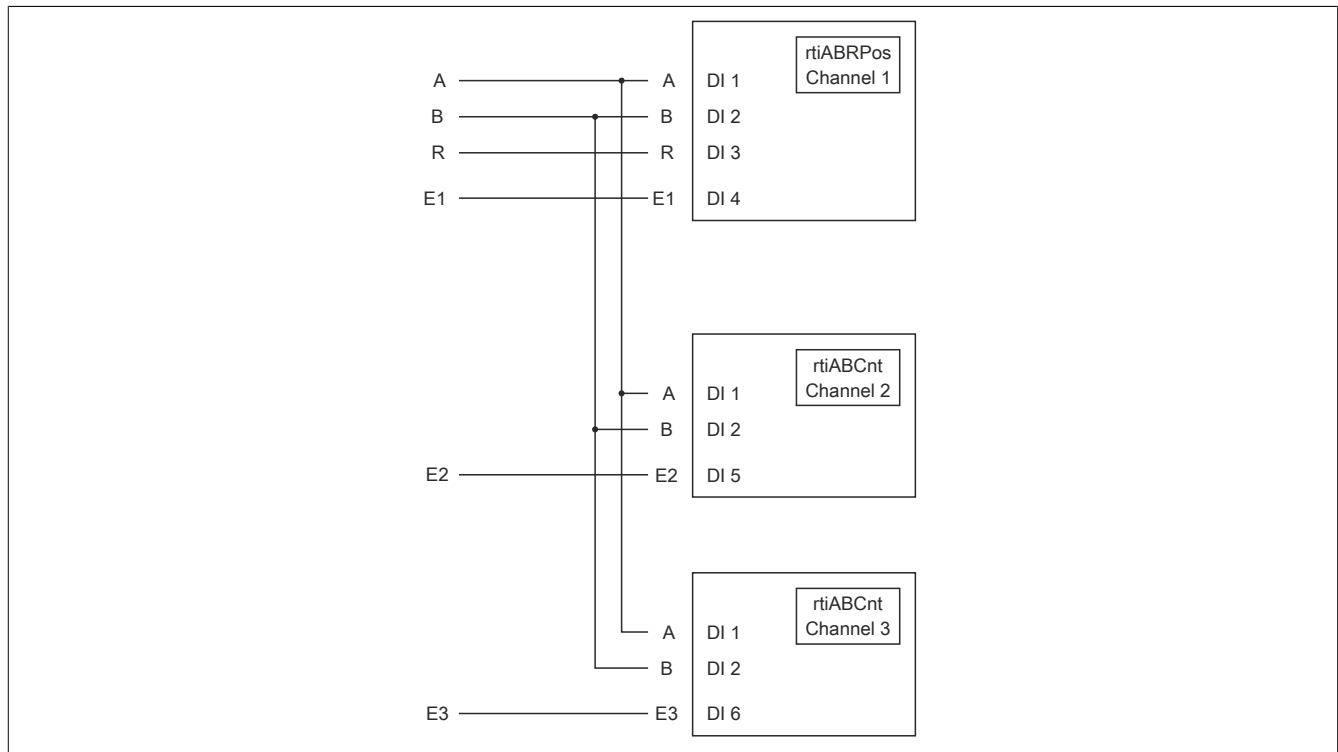 rtiABRPos
Channel 1
A A DI 1
B B DI 2
R R DI 3
E1 E1 DI 4
rtiABCnt
Channel 2
A DI 1
B DI 2
E2 E2 DI 5
rtiABCnt
Channel 3
A DI 1
B DI 2
E3 E3 DI 6